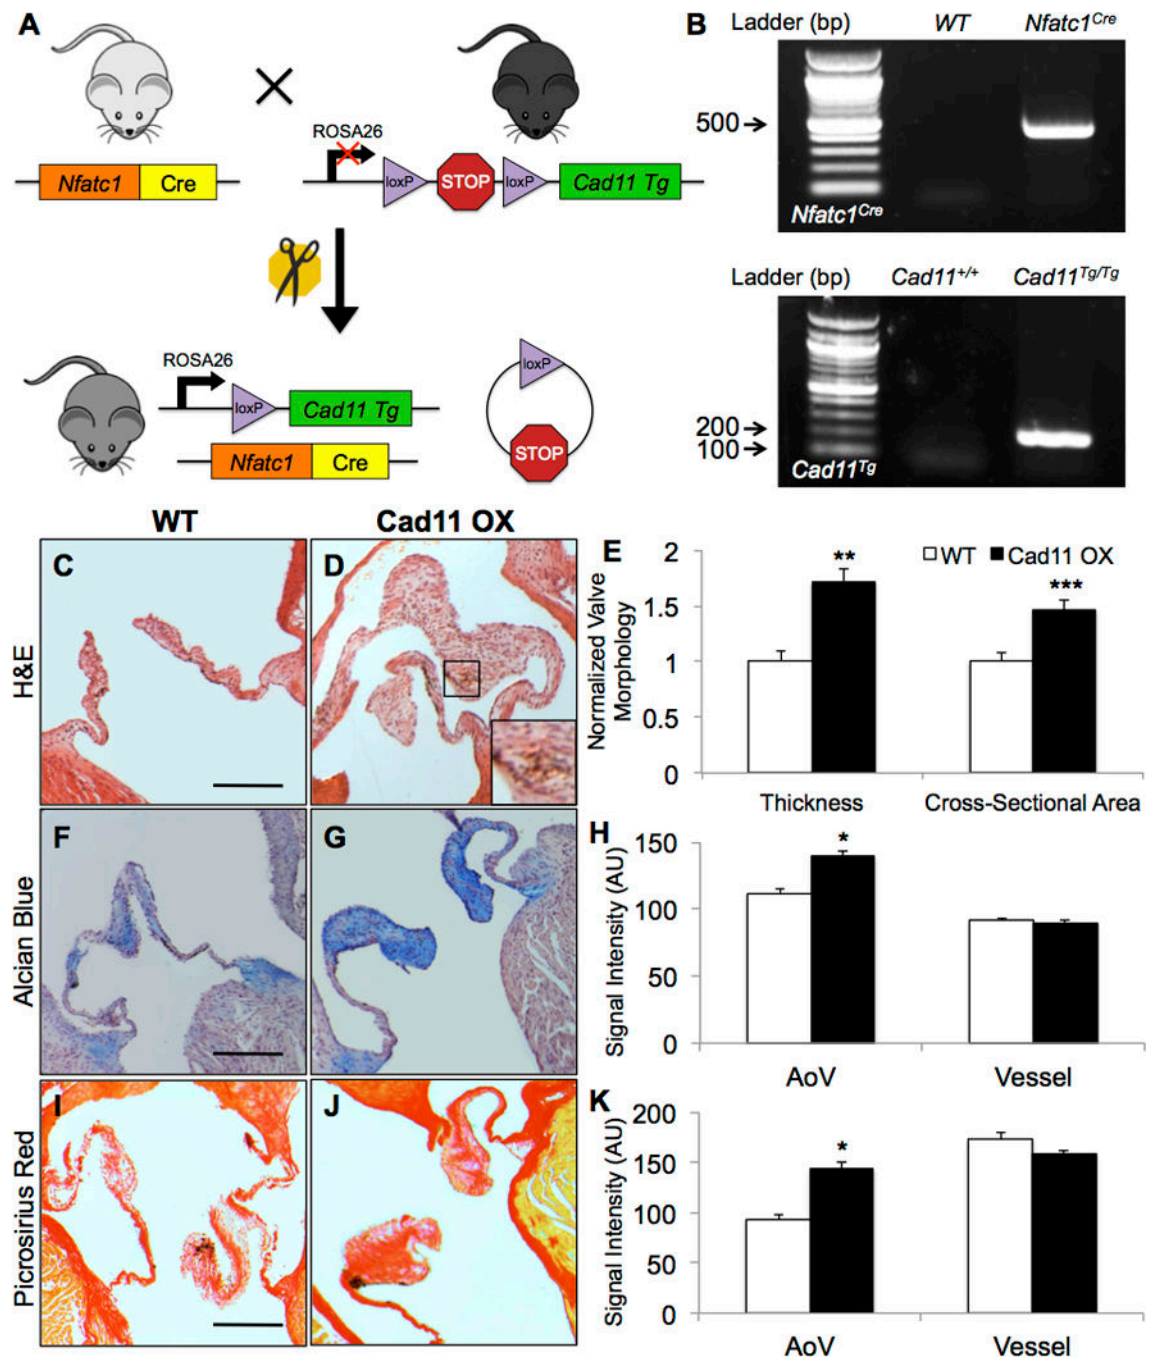 A
ROSA26
Nfatc1 Cre
loxP STOP loxP Cad11 Tg
ROSA26
loxP Cad11 Tg
Nfatc1 Cre
loxP
STOP
B
Ladder (bp) WT Nfatc1Cre
500
Nfatc1Cre
Ladder (bp) Cad11+/+ Cad11Tg/Tg
200
100
Cad11Tg
WT Cad11 OX
H&E
C
D
E
Normalized Valve
Morphology
2
1.5
1
0.5
0
** ***
WT Cad11 OX
Thickness Cross-Sectional Area
Alcian Blue
F
G
H
Signal Intensity (AU)
150
100
50
0
*
AoV Vessel
Picrosirius Red
I
J
K
Signal Intensity (AU)
200
150
100
50
0
*
AoV Vessel